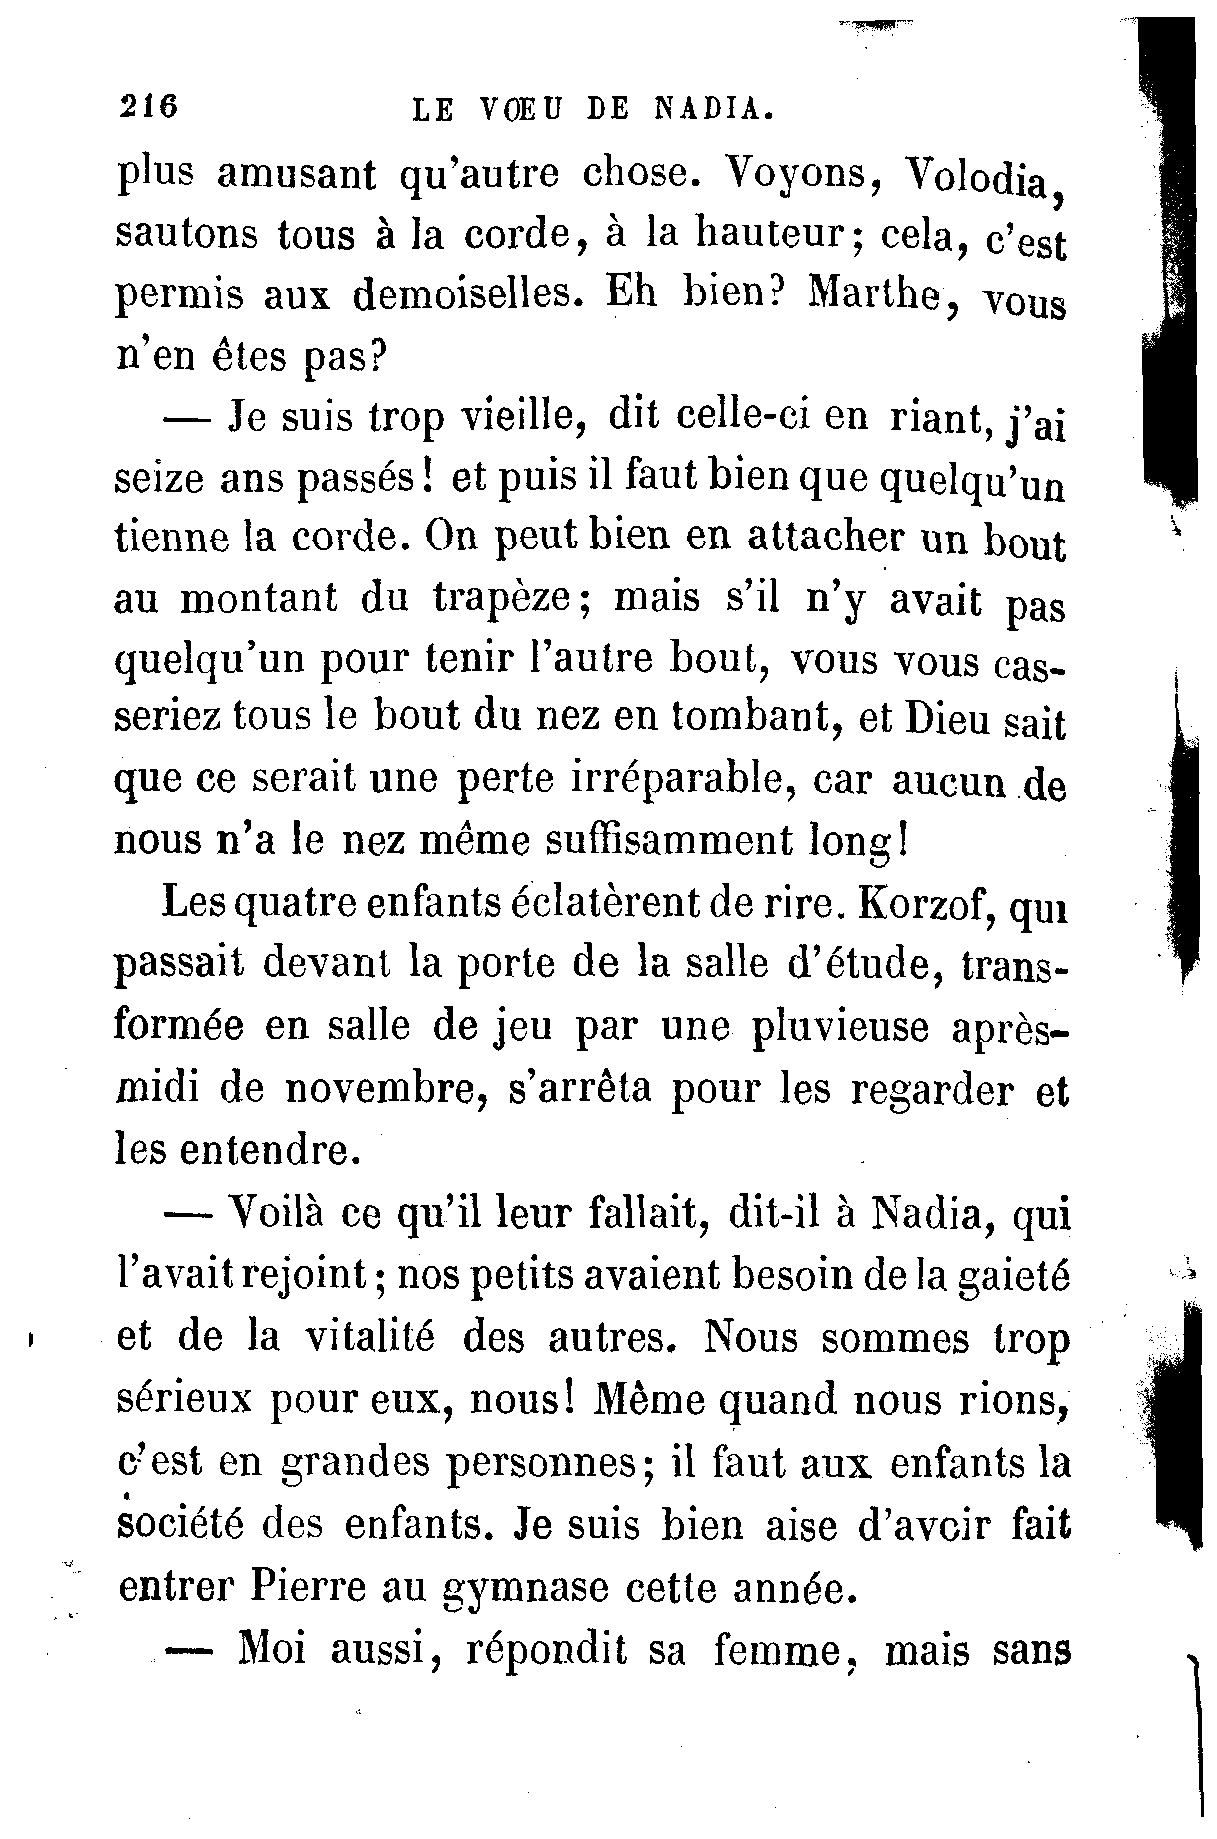 216 LE VŒU DE NADIA.
plus amusant qu'autre chose. Voyons, Volodia,
sautons tous à la corde, à la hauteur; cela, c'est
permis aux demoiselles. Eh bien? Marthe, vous
n'en êtes pas?
— Je suis trop vieille, dit celle-ci en riant, j'ai
seize ans passés! et puis il faut bien que quelqu'un
tienne la corde. On peut bien en attacher un bout
au montant du trapèze; mais s'il n'y avait pas
quelqu'un pour tenir l'autre bout, vous vous cas-
seriez tous le bout du nez en tombant, et Dieu sait
que ce serait une perte irréparable, car aucun de
nous n'a le nez même suffisamment long!
Les quatre enfants éclatèrent de rire. Korzof, qui
passait devant la porte de la salle d'étude, trans-
formée en salle de jeu par une pluvieuse après-
midi de novembre, s'arrêta pour les regarder et
les entendre.
— Voilà ce qu'il leur fallait, dit-il à Nadia, qui
l'avait rejoint; nos petits avaient besoin de la gaieté
et de la vitalité des autres. Nous sommes trop
sérieux pour eux, nous! Même quand nous rions,
c'est en grandes personnes; il faut aux enfants la
société des enfants. Je suis bien aise d'avoir fait
entrer Pierre au gymnase cette année.
— Moi aussi, répondit sa femme, mais sans